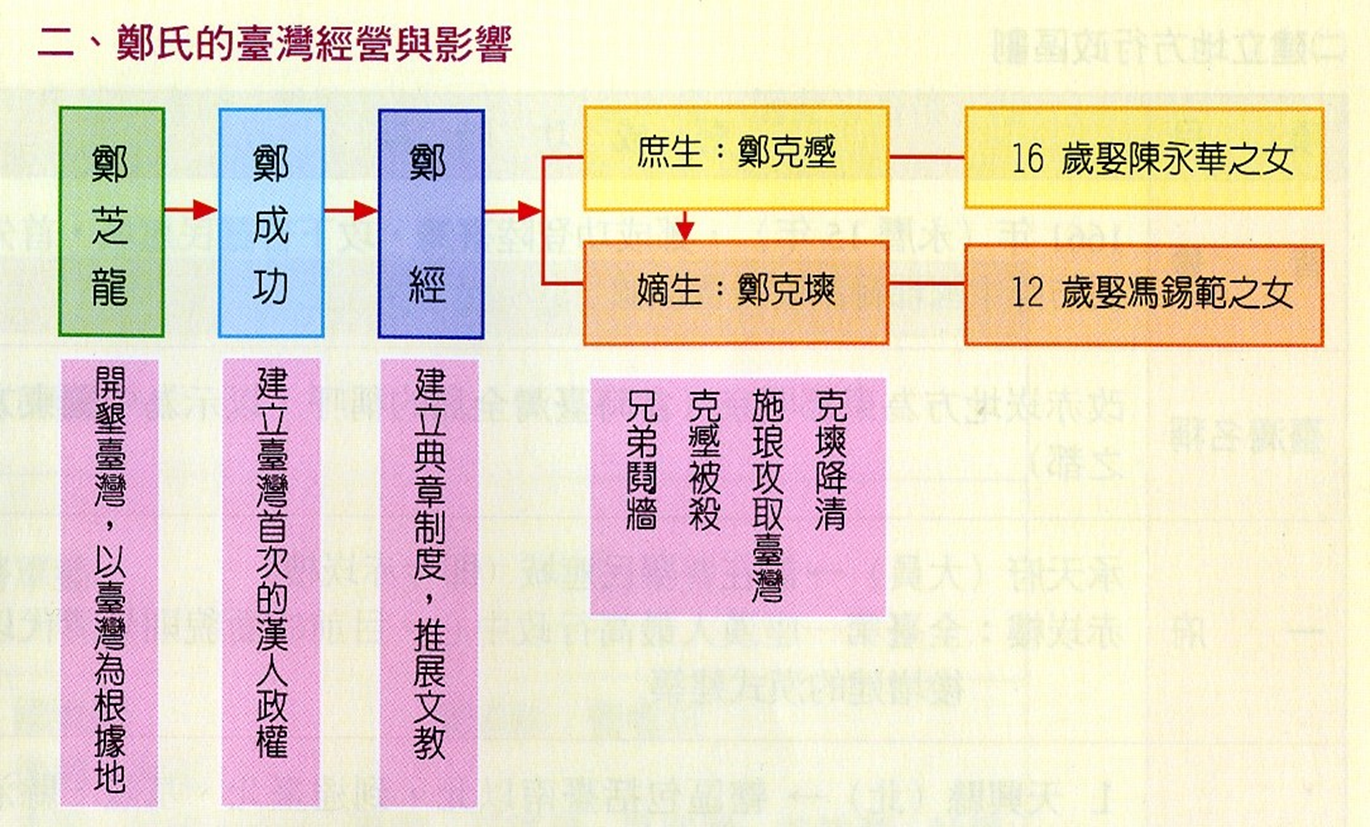 二、鄭氏的臺灣經營與影響
鄭芝龍
鄭成功
鄭經
庶生：鄭克𡒉
16 歲娶陳永華之女
嫡生：鄭克塽
12 歲娶馮錫範之女
開墾臺灣，以臺灣為根據地
建立臺灣首次的漢人政權
建立典章制度，推展文教
克塽降清
施琅攻取臺灣
克𡒉被殺
兄弟鬩牆